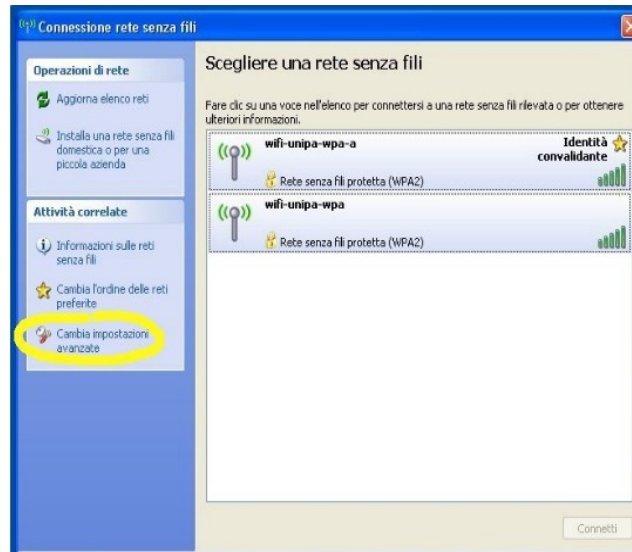 Connessione rete senza fili
Operazioni di rete
Aggiorna elenco reti
Installa una rete senza fili
domestica o per una
piccola azienda
Attività correlate
Informazioni sulle reti
senza fili
Cambia l'ordine delle reti
preferite
Cambia impostazioni
avanzate
Scegliere una rete senza fili
Fare clic su una voce nell'elenco per connettersi a una rete senza fili rilevata o per ottenere
ulteriori informazioni.
wifi-unipa-wpa-a
Identità
convalidante
Rete senza fili protetta (WPA2)
wifi-unipa-wpa
Rete senza fili protetta (WPA2)
Connetti